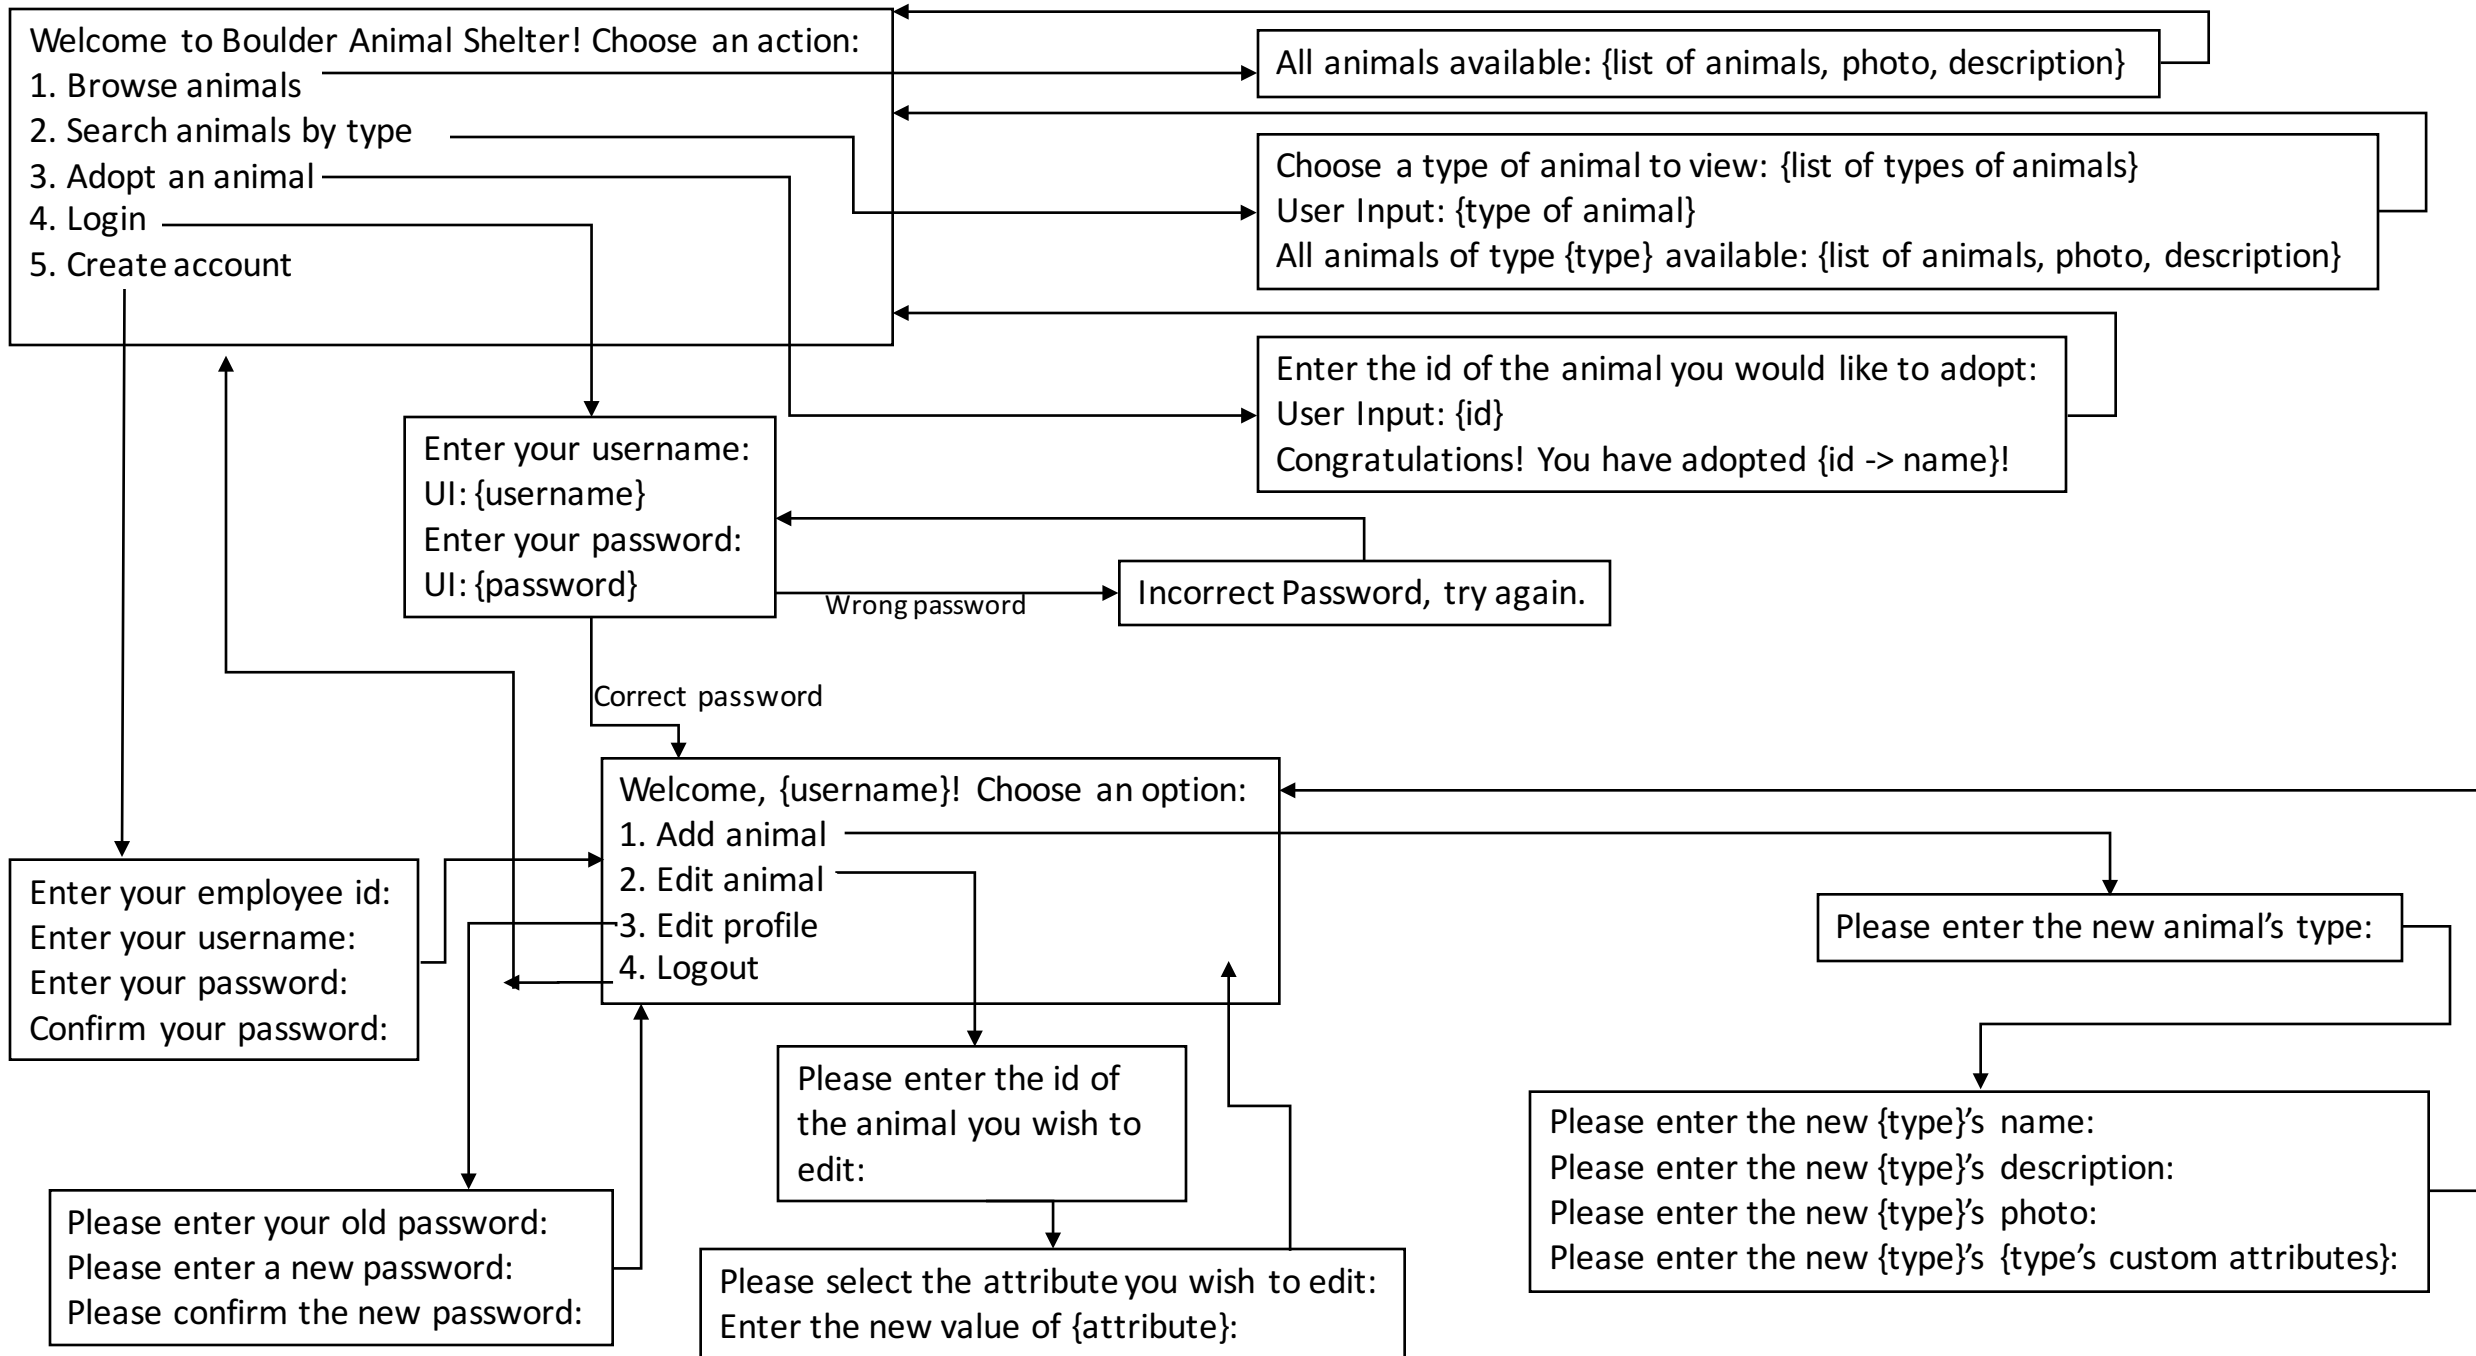 Welcome to Boulder Animal Shelter! Choose an action:
1. Browse animals
2. Search animals by type
3. Adopt an animal
4. Login
5. Create account
All animals available: {list of animals, photo, description}
Choose a type of animal to view: {list of types of animals}
User Input: {type of animal}
All animals of type {type} available: {list of animals, photo, description}
Enter the id of the animal you would like to adopt:
User Input: {id}
Congratulations! You have adopted {id -> name}!
Enter your username:
UI: {username}
Enter your password:
UI: {password}
Wrong password
Incorrect Password, try again.
Correct password
Welcome, {username}! Choose an option:
1. Add animal
2. Edit animal
3. Edit profile
4. Logout
Enter your employee id:
Enter your username:
Enter your password:
Confirm your password:
Please enter the new animal’s type:
Please enter the id of
the animal you wish to
edit:
Please enter the new {type}’s name:
Please enter the new {type}’s description:
Please enter the new {type}’s photo:
Please enter the new {type}’s {type’s custom attributes}:
Please enter your old password:
Please enter a new password:
Please confirm the new password:
Please select the attribute you wish to edit:
Enter the new value of {attribute}: